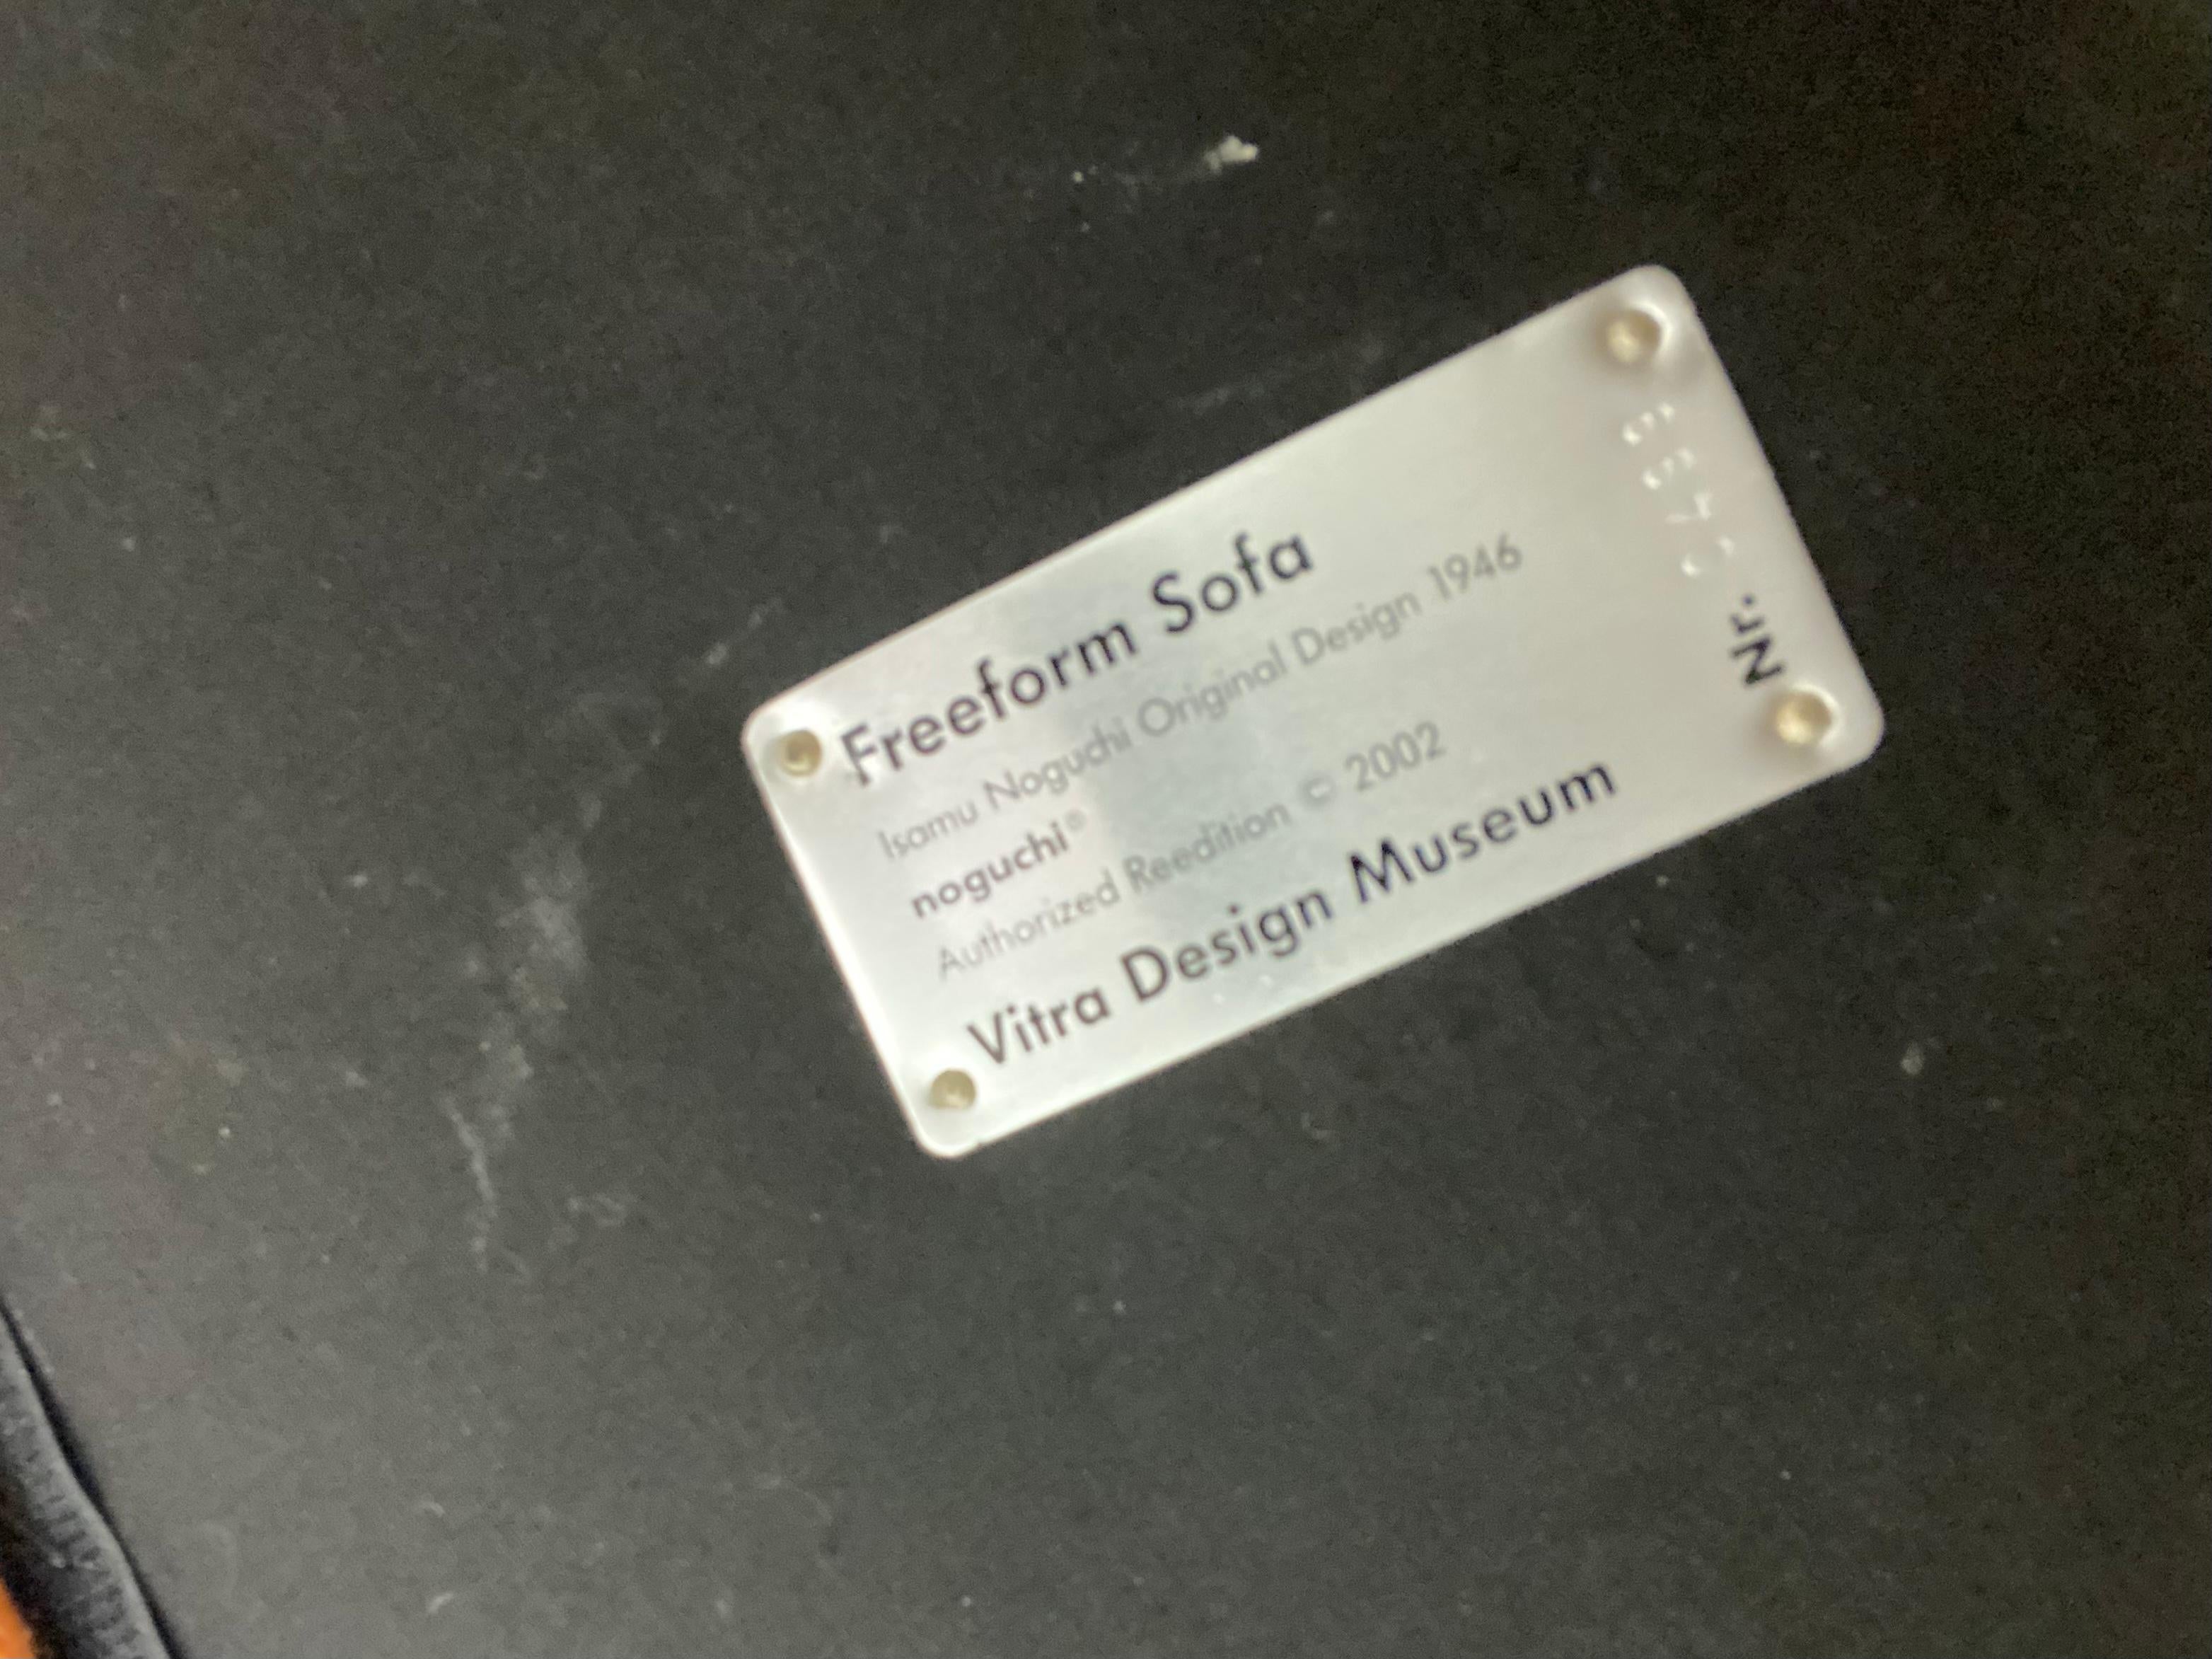 Freeform Sofa
Isamu Noguchi Original Design 1946
noguchi®
Authorized Reedition © 2002
Vitra Design Museum
Nr.